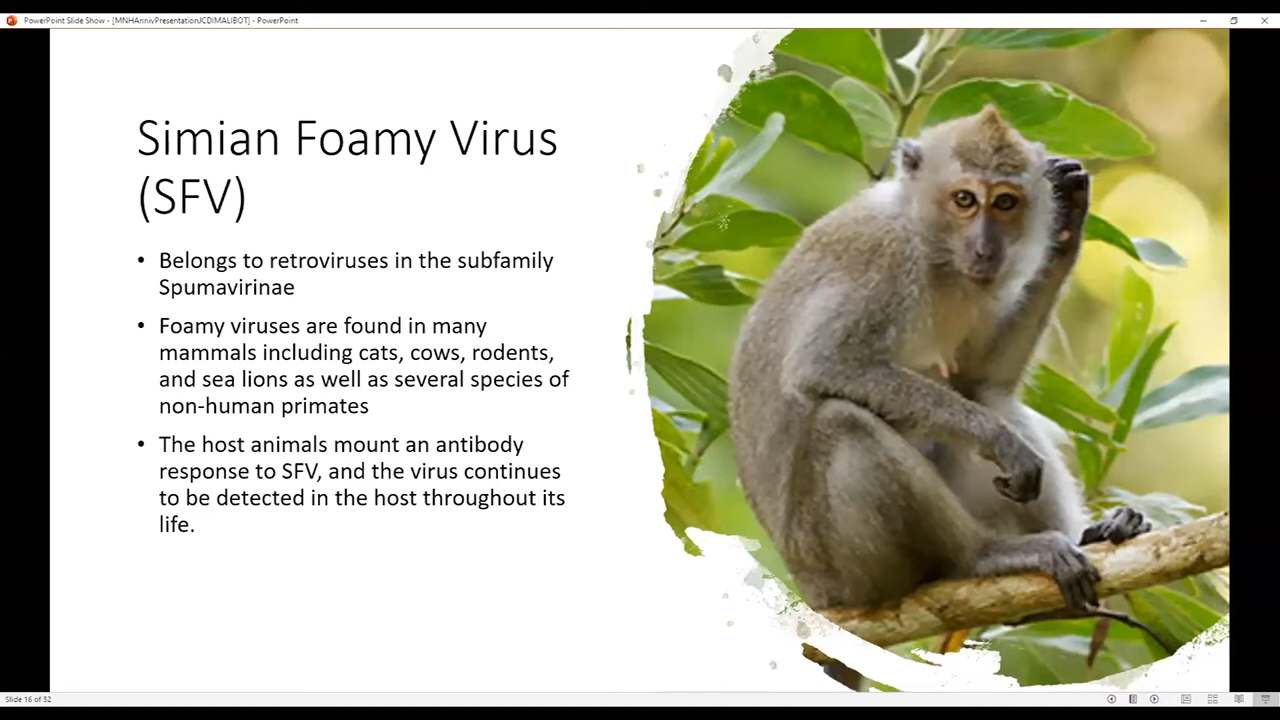 PowerPoint Slide Show - [MNHAnnivPresentationJCDIMALIBOT] - PowerPoint
Simian Foamy Virus
(SFV)
• Belongs to retroviruses in the subfamily
Spumavirinae
• Foamy viruses are found in many
mammals including cats, cows, rodents,
and sea lions as well as several species of
non-human primates
• The host animals mount an antibody
response to SFV, and the virus continues
to be detected in the host throughout its
life.
Slide 16 of 52